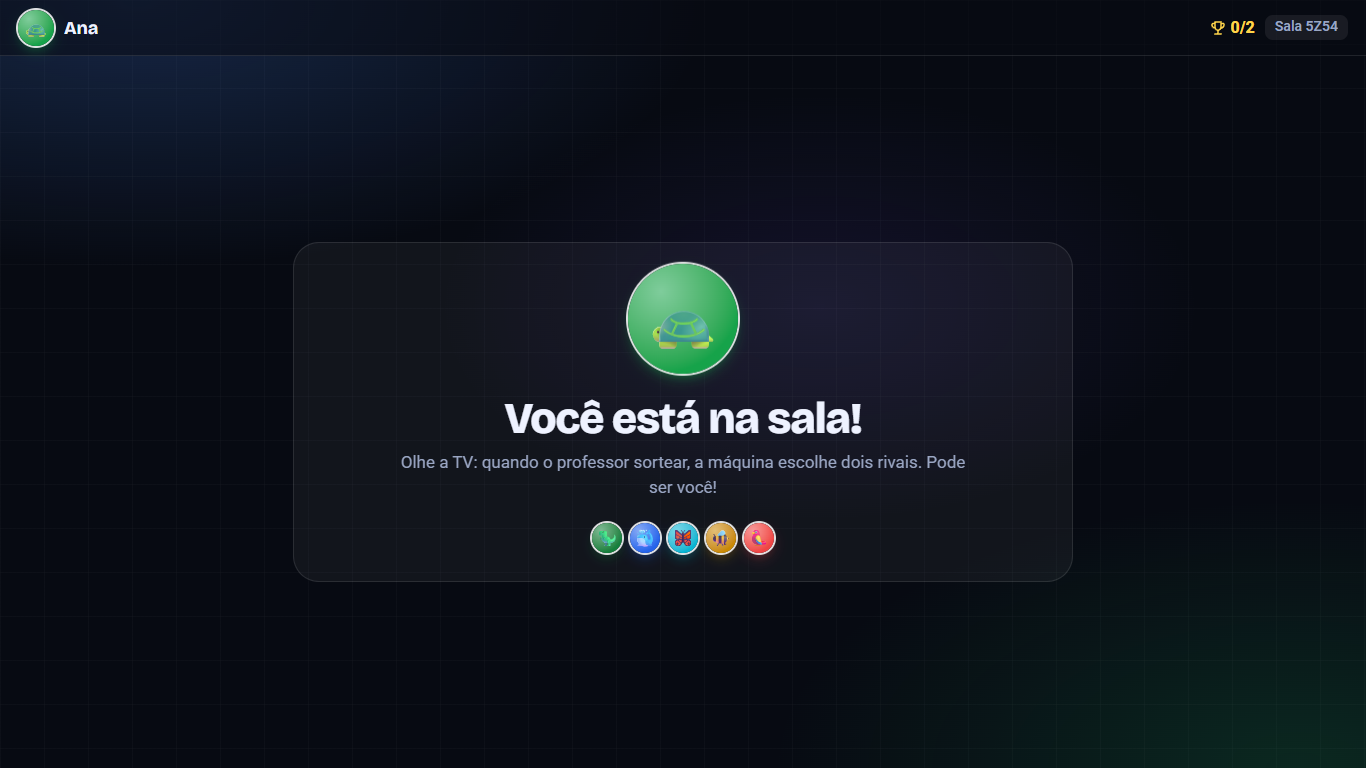 Ana
0/2
Sala 5Z54
Você está na sala!
Olhe a TV: quando o professor sortear, a máquina escolhe dois rivais. Pode
ser você!